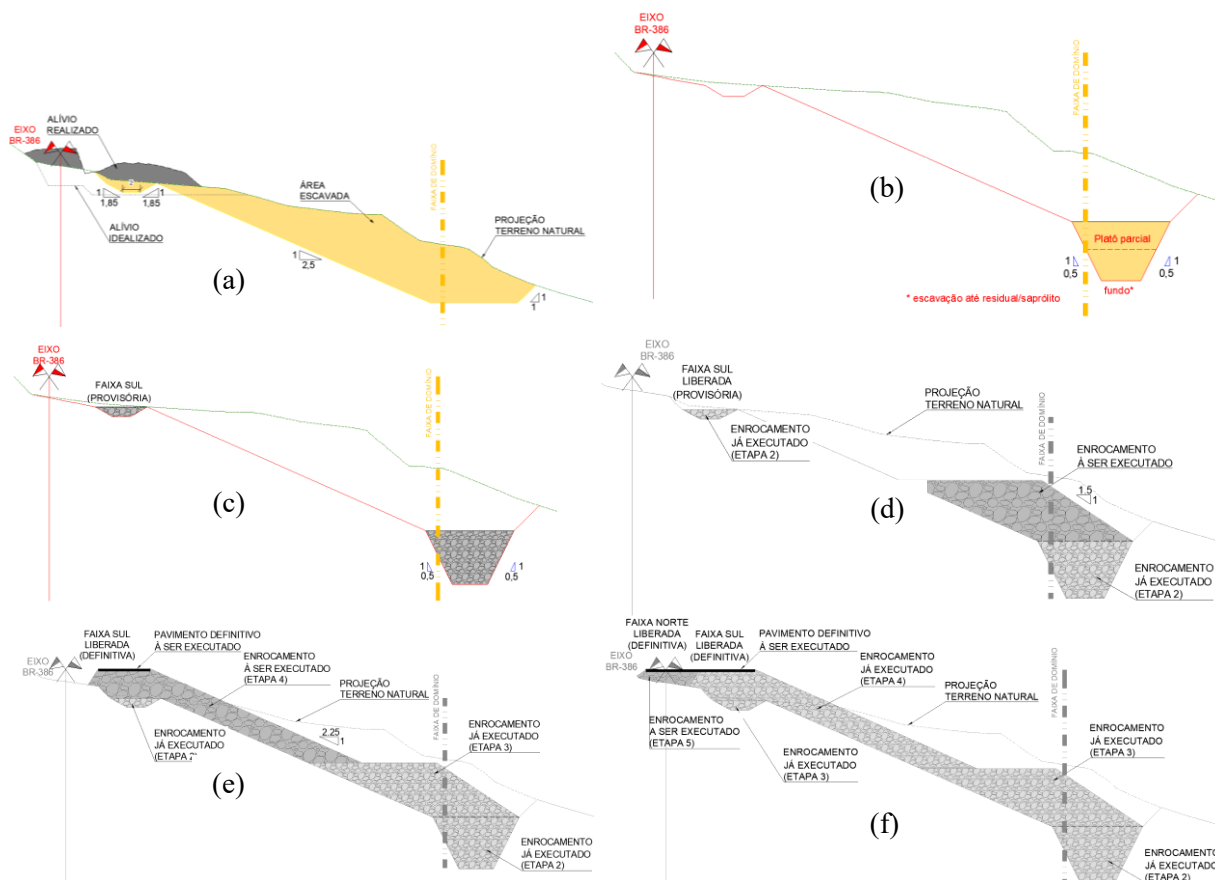 EIXO
BR-386
ALÍVIO
REALIZADO
2
1
1,85
1
1,85
ALÍVIO
IDEALIZADO
ÁREA
ESCAVADA
1
2,5
FAIXA DE DOMÍNIO
PROJEÇÃO
TERRENO NATURAL
1
1
(a)
EIXO
BR-386
FAIXA DE DOMÍNIO
(b)
Platô parcial
1
0,5
1
0,5
fundo*
* escavação até residual/saprólito
EIXO
BR-386
FAIXA SUL
(PROVISÓRIA)
FAIXA DE DOMÍNIO
(c)
1
0,5
1
0,5
EIXO
BR-386
FAIXA SUL
LIBERADA
(PROVISÓRIA)
PROJEÇÃO
TERRENO NATURAL
ENROCAMENTO
JÁ EXECUTADO
(ETAPA 2)
FAIXA DE DOMÍNIO
ENROCAMENTO
À SER EXECUTADO
1.5
1
(d)
ENROCAMENTO
JÁ EXECUTADO
(ETAPA 2)
FAIXA SUL
LIBERADA
(DEFINITIVA)
PAVIMENTO DEFINITIVO
À SER EXECUTADO
EIXO
BR-386
ENROCAMENTO
À SER EXECUTADO
(ETAPA 4)
PROJEÇÃO
TERRENO NATURAL
FAIXA DE DOMÍNIO
2.25
1
ENROCAMENTO
JÁ EXECUTADO
(ETAPA 2
ENROCAMENTO
JÁ EXECUTADO
(ETAPA 3)
(e)
ENROCAMENTO
JÁ EXECUTADO
(ETAPA 2)
FAIXA NORTE
LIBERADA
(DEFINITIVA)
FAIXA SUL
LIBERADA
(DEFINITIVA)
PAVIMENTO DEFINITIVO
À SER EXECUTADO
EIXO
BR-386
ENROCAMENTO
JÁ EXECUTADO
(ETAPA 4)
PROJEÇÃO
TERRENO NATURAL
FAIXA DE DOMÍNIO
ENROCAMENTO
A SER EXECUTADO
(ETAPA 5)
ENROCAMENTO
JÁ EXECUTADO
(ETAPA 3)
ENROCAMENTO
JÁ EXECUTADO
(ETAPA 3)
(f)
ENROCAMENTO
JÁ EXECUTADO
(ETAPA 2)